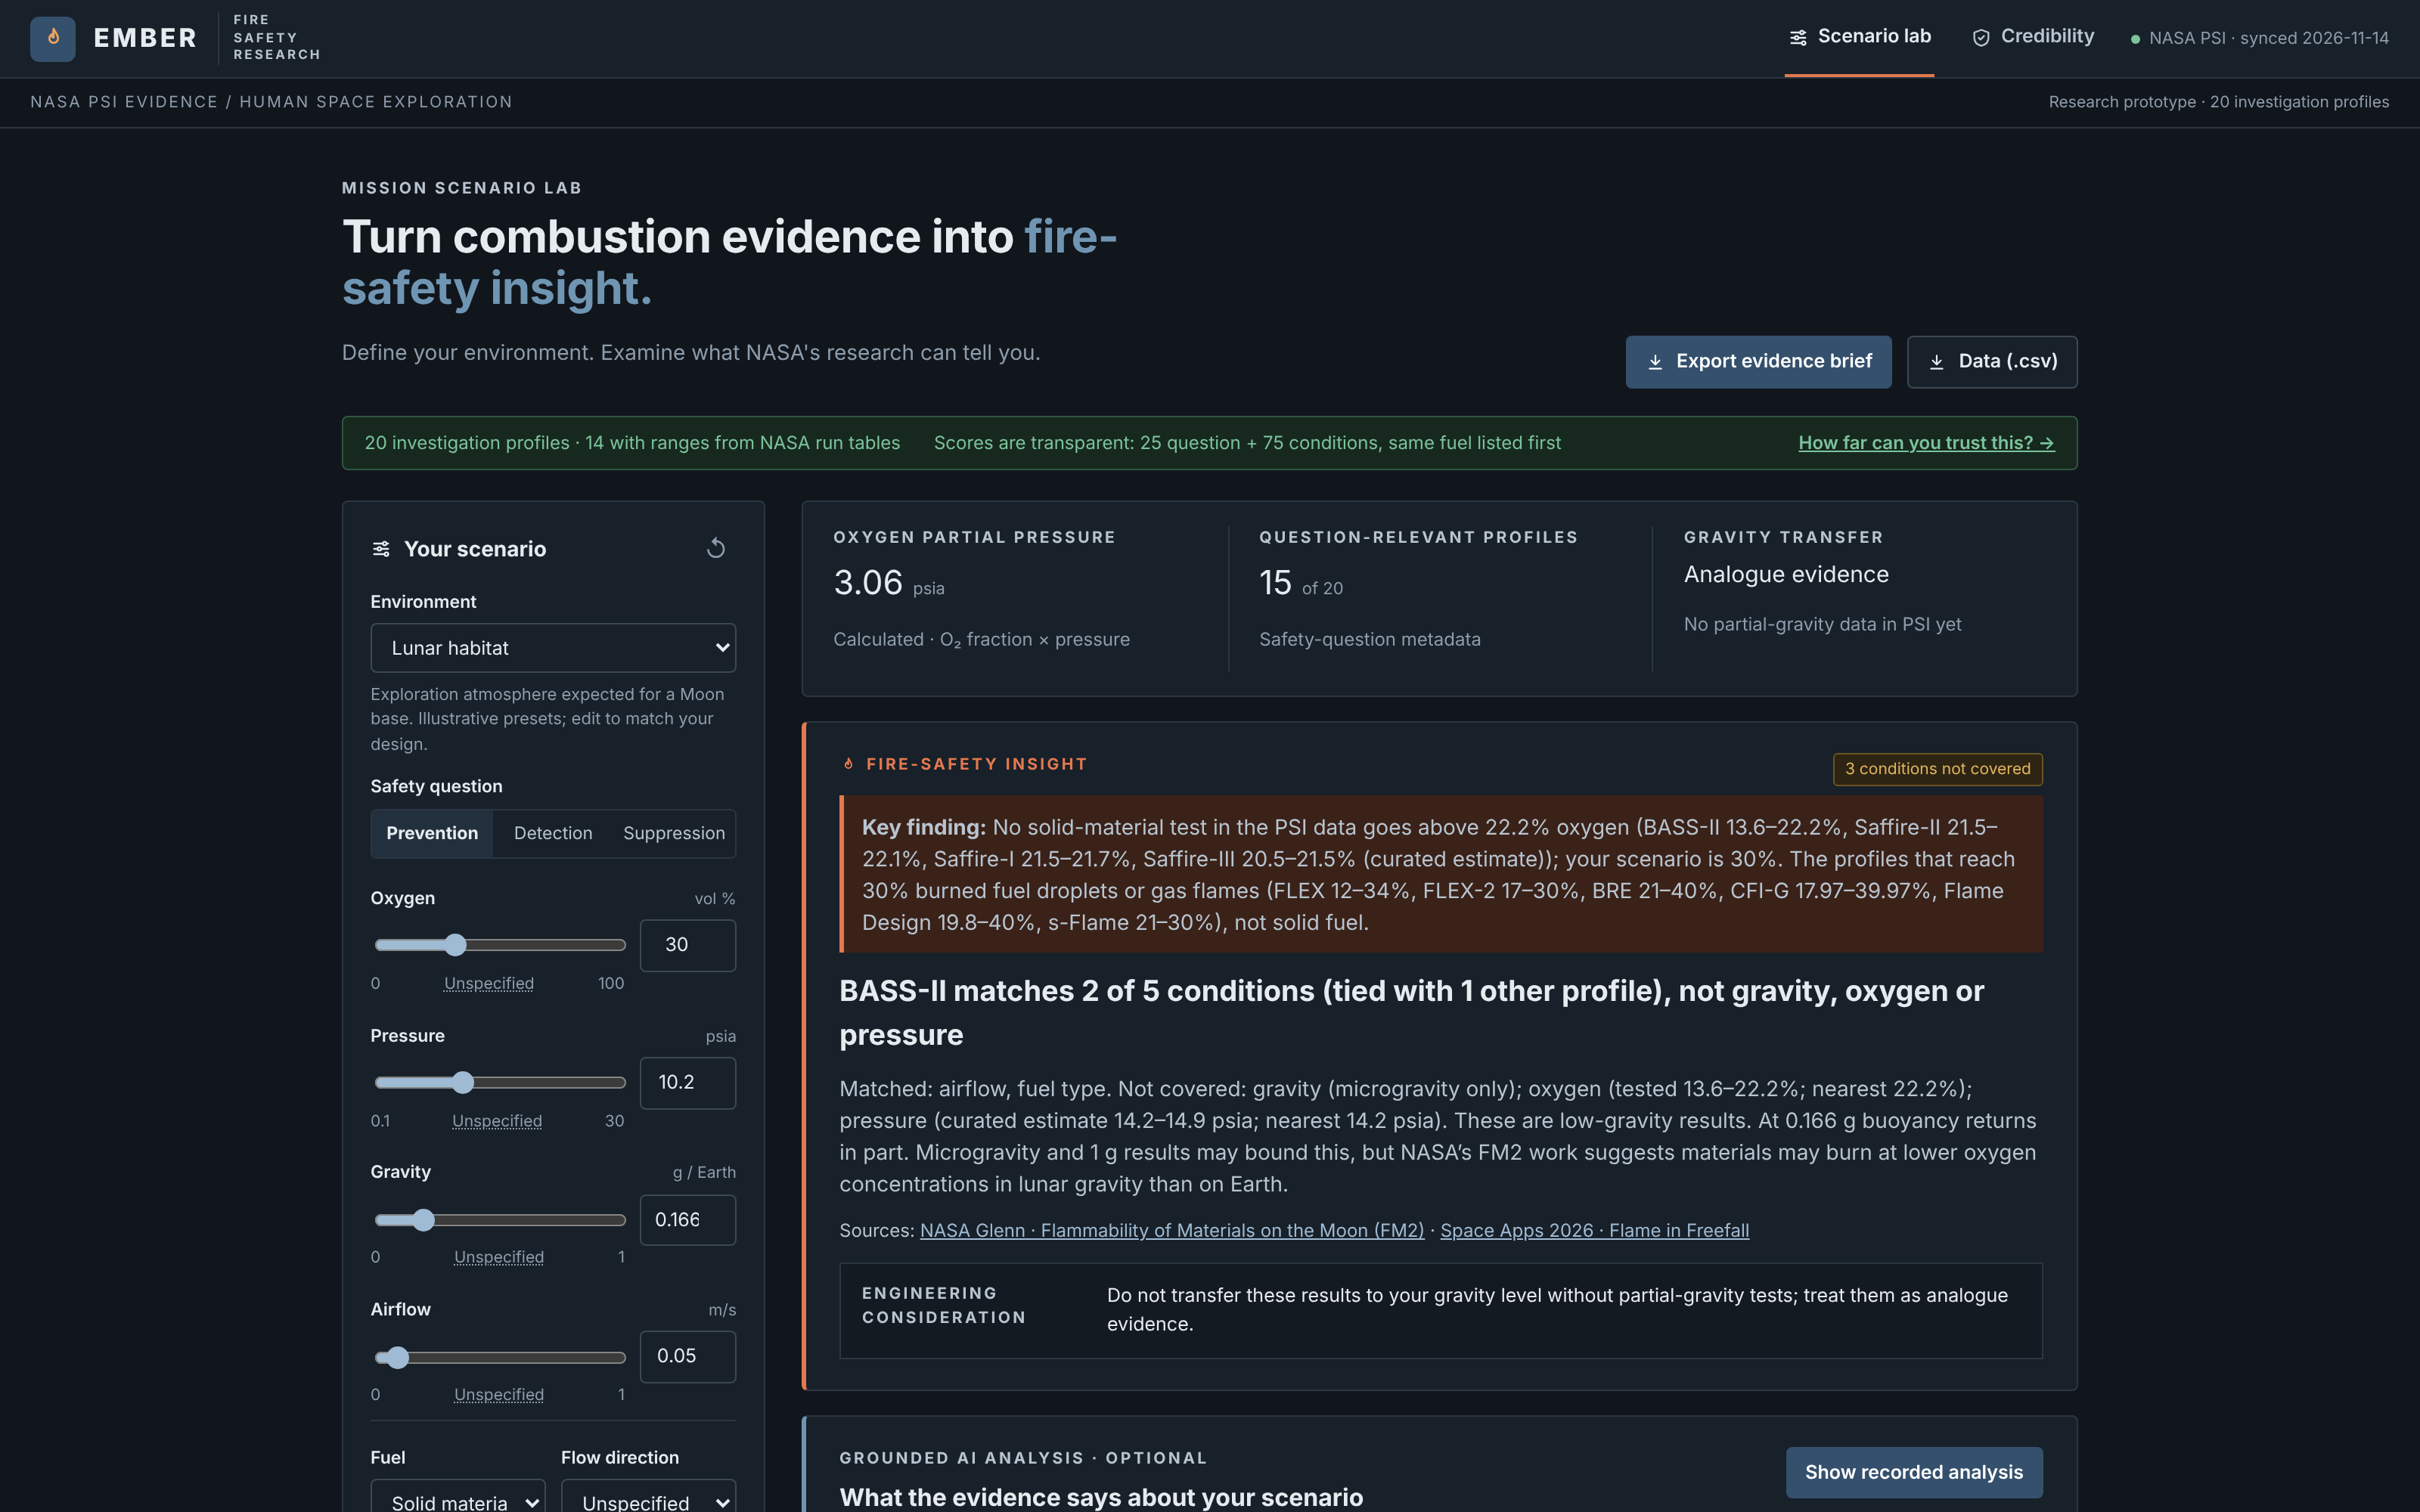 EMBER
FIRE
SAFETY
RESEARCH
Scenario lab
Credibility
NASA PSI · synced 2026-11-14
NASA PSI EVIDENCE / HUMAN SPACE EXPLORATION
Research prototype · 20 investigation profiles
MISSION SCENARIO LAB
Turn combustion evidence into fire-
safety insight.
Define your environment. Examine what NASA's research can tell you.
Export evidence brief
Data (.csv)
20 investigation profiles · 14 with ranges from NASA run tables
Scores are transparent: 25 question + 75 conditions, same fuel listed first
How far can you trust this? →
Your scenario
Environment
Lunar habitat
Exploration atmosphere expected for a Moon
base. Illustrative presets; edit to match your
design.
Safety question
Prevention
Detection
Suppression
Oxygen
vol %
30
0
Unspecified
100
Pressure
psia
10.2
0.1
Unspecified
30
Gravity
g / Earth
0.166
0
Unspecified
1
Airflow
m/s
0.05
0
Unspecified
1
Fuel
Flow direction
Solid materia
Unspecified
OXYGEN PARTIAL PRESSURE
3.06 psia
Calculated · O₂ fraction × pressure
QUESTION-RELEVANT PROFILES
15 of 20
Safety-question metadata
GRAVITY TRANSFER
Analogue evidence
No partial-gravity data in PSI yet
FIRE-SAFETY INSIGHT
3 conditions not covered
Key finding: No solid-material test in the PSI data goes above 22.2% oxygen (BASS-II 13.6–22.2%, Saffire-II 21.5–
22.1%, Saffire-I 21.5–21.7%, Saffire-III 20.5–21.5% (curated estimate)); your scenario is 30%. The profiles that reach
30% burned fuel droplets or gas flames (FLEX 12–34%, FLEX-2 17–30%, BRE 21–40%, CFI-G 17.97–39.97%, Flame
Design 19.8–40%, s-Flame 21–30%), not solid fuel.
BASS-II matches 2 of 5 conditions (tied with 1 other profile), not gravity, oxygen or
pressure
Matched: airflow, fuel type. Not covered: gravity (microgravity only); oxygen (tested 13.6–22.2%; nearest 22.2%);
pressure (curated estimate 14.2–14.9 psia; nearest 14.2 psia). These are low-gravity results. At 0.166 g buoyancy returns
in part. Microgravity and 1 g results may bound this, but NASA’s FM2 work suggests materials may burn at lower oxygen
concentrations in lunar gravity than on Earth.
Sources: NASA Glenn · Flammability of Materials on the Moon (FM2) · Space Apps 2026 · Flame in Freefall
ENGINEERING
CONSIDERATION
Do not transfer these results to your gravity level without partial-gravity tests; treat them as analogue
evidence.
GROUNDED AI ANALYSIS · OPTIONAL
What the evidence says about your scenario
Show recorded analysis